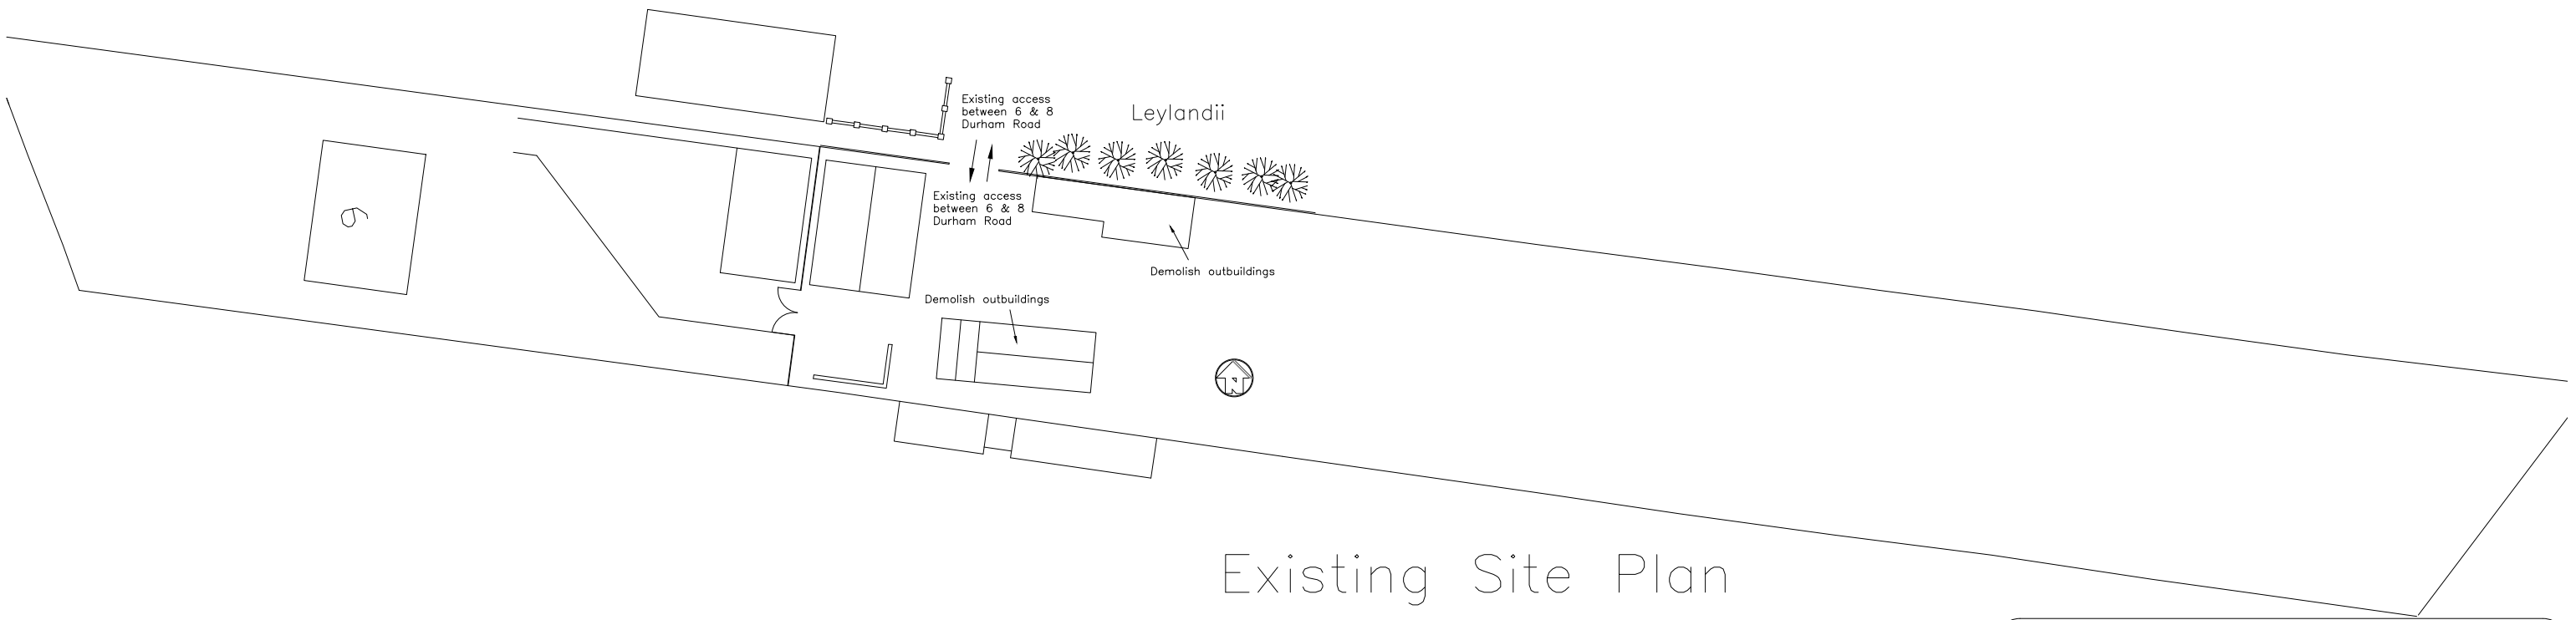 Existing access
between 6 & 8
Durham Road
Leylandii
Existing access
between 6 & 8
Durham Road
Demolish outbuildings
Demolish outbuildings
N
Existing Site Plan